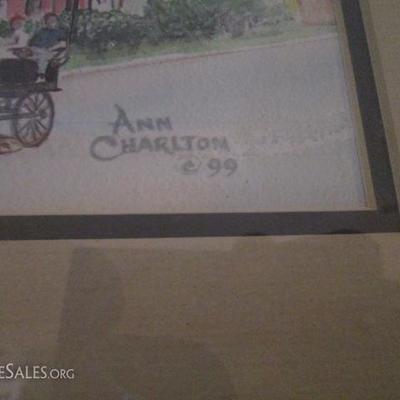 ANN
CHARLTON
© 99
ESALES.ORG